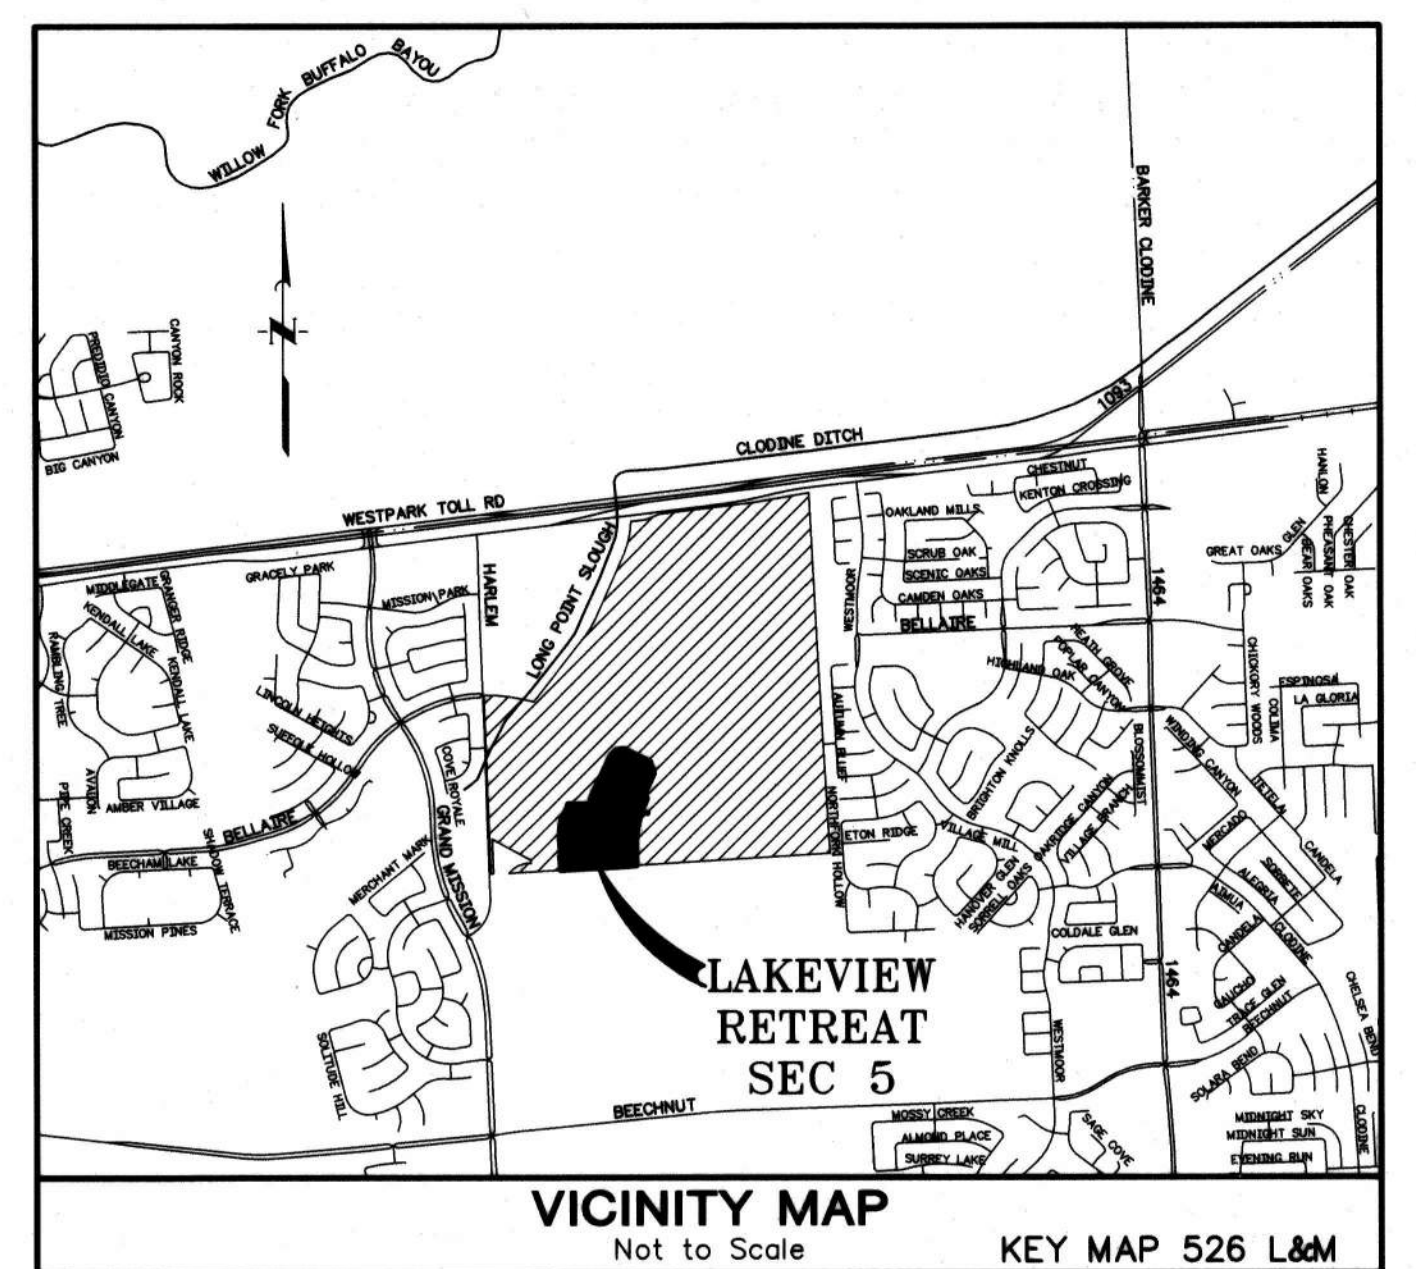 WILLOW FORK BUFFALO BAYOU
BARKER CLODINE
CANYON ROCK
PREDIDIO CANYON
BIG CANYON
N
1093
CLODINE DITCH
WESTPARK TOLL RD
CHESTNUT
KENTON CROSSING
OAKLAND MILLS
SCRUB OAK
SCENIC OAKS
CAMDEN OAKS
BELLAIRE
WESTMOOR
1464
HANLON
GREAT OAKS GLEN
BEAR OAKS
PHEASANT OAK
CHESTER OAK
MIDDLEGATE
GRANGER RIDGE
KENDALL LAKE
KENDALL LAKE
RAMBLING TREE
GRACELY PARK
MISSION PARK
HARLEM
LONG POINT SLOUGH
HIGHLAND OAK
HEATH GROVE
POPLAR CANYON
CHICKORY WOODS
COLIMA
ESPINOSA
LA GLORIA
LINCOLN HEIGHTS
SUFFOLK HOLLOW
AVALON
AMBER VILLAGE
PIPE CREEK
BELLAIRE
BEECHAM LAKE
SHADOW TERRACE
MISSION PINES
DOVE ROYALE
GRAND MISSION
MERCHANT MARK
AUTUMN BLUFF
NORTHERN HOLLOW
ETON RIDGE
BRIGHTON KNOLLS
BLOSSOMMIST
WINDING CANYON
TETELA
VILLAGE MILL
OAKRIDGE CANYON
VILLAGE BRANCH
HANOVER GLEN
SORRELL OAKS
MERCADO
CANDELA
SORBETE
ALEGRIA
CANDELA
CLODINE
COLDALE GLEN
1464
GAUCHO
TRACE GLEN
BEECHNUT
CHELSEA BEND
SOLARA BEND
LAKEVIEW
RETREAT
SEC 5
SOLITUDE HILL
WESTMOOR
BEECHNUT
MOSSY CREEK
ALMOND PLACE
SURREY LAKE
SAGE COVE
MIDNIGHT SKY
MIDNIGHT SUN
EVENING RUN
CLODINE
VICINITY MAP
Not to Scale
KEY MAP 526 L&M